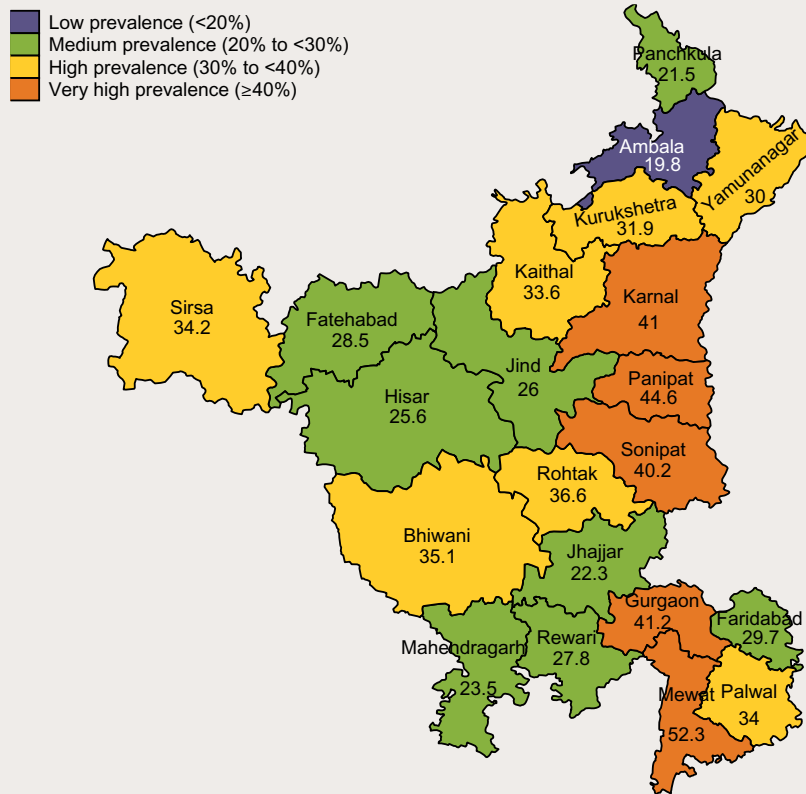 Low prevalence (<20%)
Medium prevalence (20% to <30%)
High prevalence (30% to <40%)
Very high prevalence (≥40%)
Panchkula
21.5
Ambala
19.8
Yamunanagar
30
Kurukshetra
31.9
Kaithal
33.6
Karnal
41
Sirsa
34.2
Fatehabad
28.5
Jind
26
Panipat
44.6
Hisar
25.6
Sonipat
40.2
Rohtak
36.6
Bhiwani
35.1
Jhajjar
22.3
Gurgaon
41.2
Faridabad
29.7
Mahendragarh
23.5
Rewari
27.8
Mewat
52.3
Palwal
34